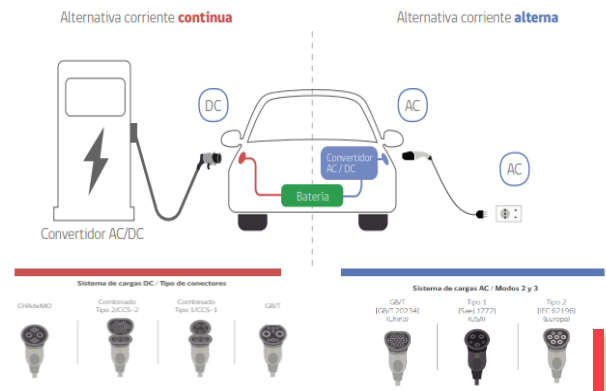 Alternativa corriente continua
Alternativa corriente alterna
DC
AC
Convertidor
AC / DC
AC
Batería
Convertidor AC/DC
Sistema de cargas DC / Tipo de conectores
CHAdeMO
Combinado
Tipo 2/CCS-2
Combinado
Tipo 1/CCS-1
GB/T
Sistema de cargas AC / Modos 2 y 3
GB/T
[GB/T 20234]
(China)
Tipo 1
[SaeJ 1772]
(USA)
Tipo 2
[IEC 62196]
(Europa)